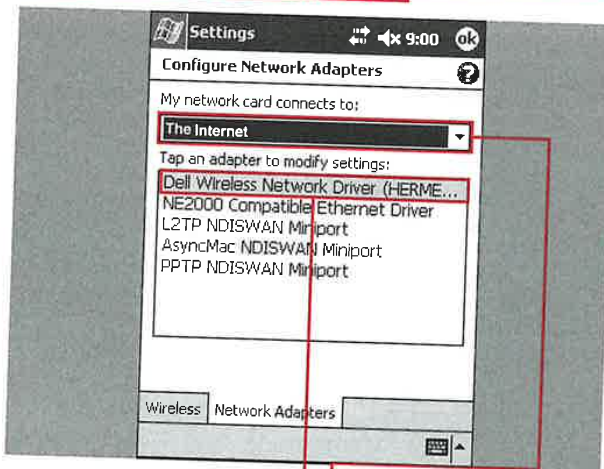 Settings 9:00 ok
Configure Network Adapters ?
My network card connects to:
The Internet
Tap an adapter to modify settings:
Dell Wireless Network Driver (HERME...
NE2000 Compatible Ethernet Driver
L2TP NDISWAN Miniport
AsyncMac NDISWAN Miniport
PPTP NDISWAN Miniport
Wireless Network Adapters